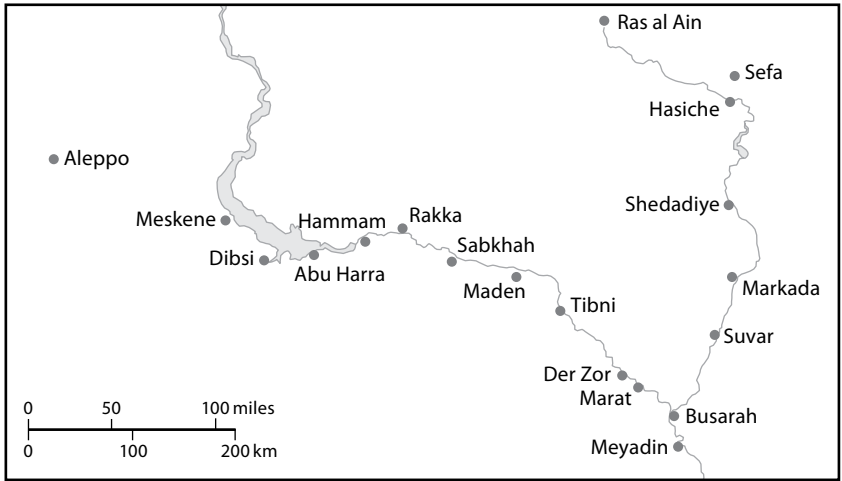 Ras al Ain
Sefa
Hasiche
Aleppo
Shedadiye
Meskene
Hammam
Rakka
Sabkhah
Dibsi
Abu Harra
Maden
Markada
Tibni
Suvar
Der Zor
Marat
Busarah
Meyadin
0 50 100 miles
0 100 200 km